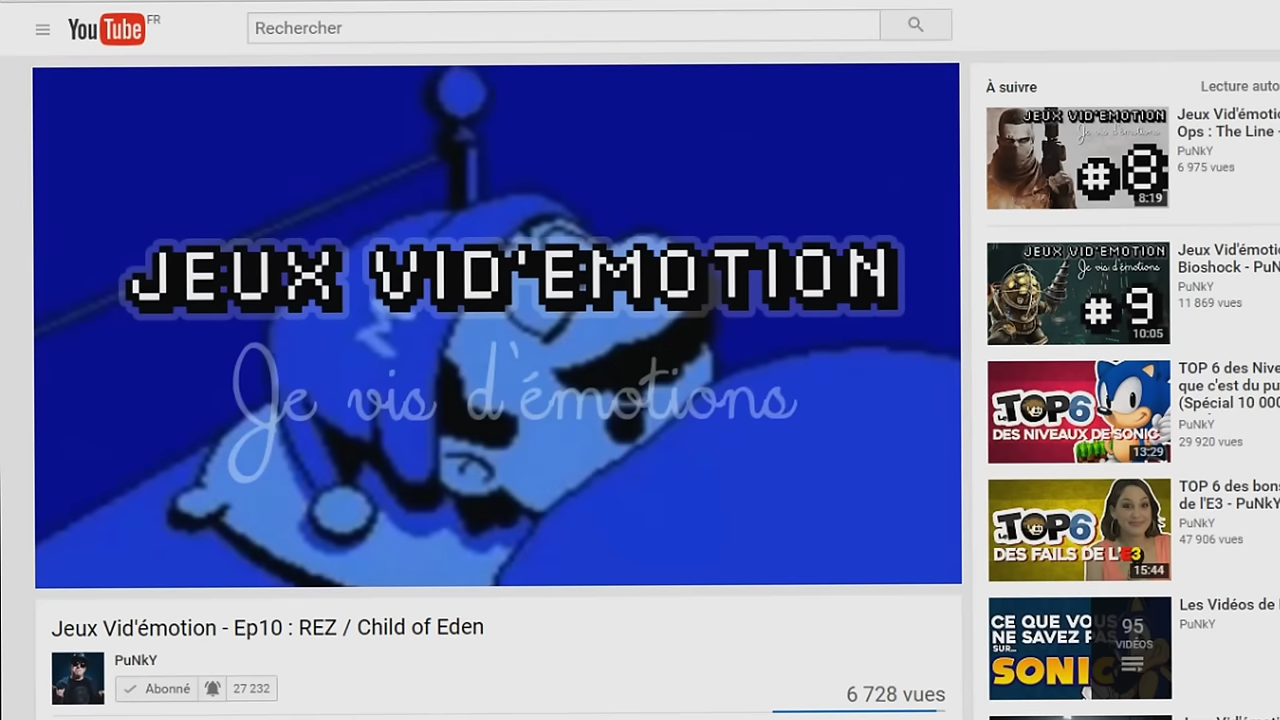 YouTube FR
Rechercher
JEUX VID'EMOTION
Je vis d'émotions
M
Jeux Vid'émotion - Ep10 : REZ / Child of Eden
PuNkY
Abonné
27 232
6 728 vues
À suivre
Lecture auto
JEUX VID'EMOTION
Je vis d'émotions
#8
8:19
Jeux Vid'émotio
Ops : The Line -
PuNkY
6 975 vues
JEUX VID'EMOTION
Je vis d'émotions
#9
10:05
Jeux Vid'émotio
Bioshock - PuN
PuNkY
11 869 vues
TOP 6
DES NIVEAUX DE SONIC
13:29
TOP 6 des Nive
que c'est du pu
(Spécial 10 000
PuNkY
29 920 vues
TOP 6
DES FAILS DE L'E3
15:44
TOP 6 des bons
de l'E3 - PuNkY
PuNkY
47 906 vues
CE QUE VOUS
NE SAVEZ PAS
SUR...
SONIC
95
VIDÉOS
Les Vidéos de
PuNkY